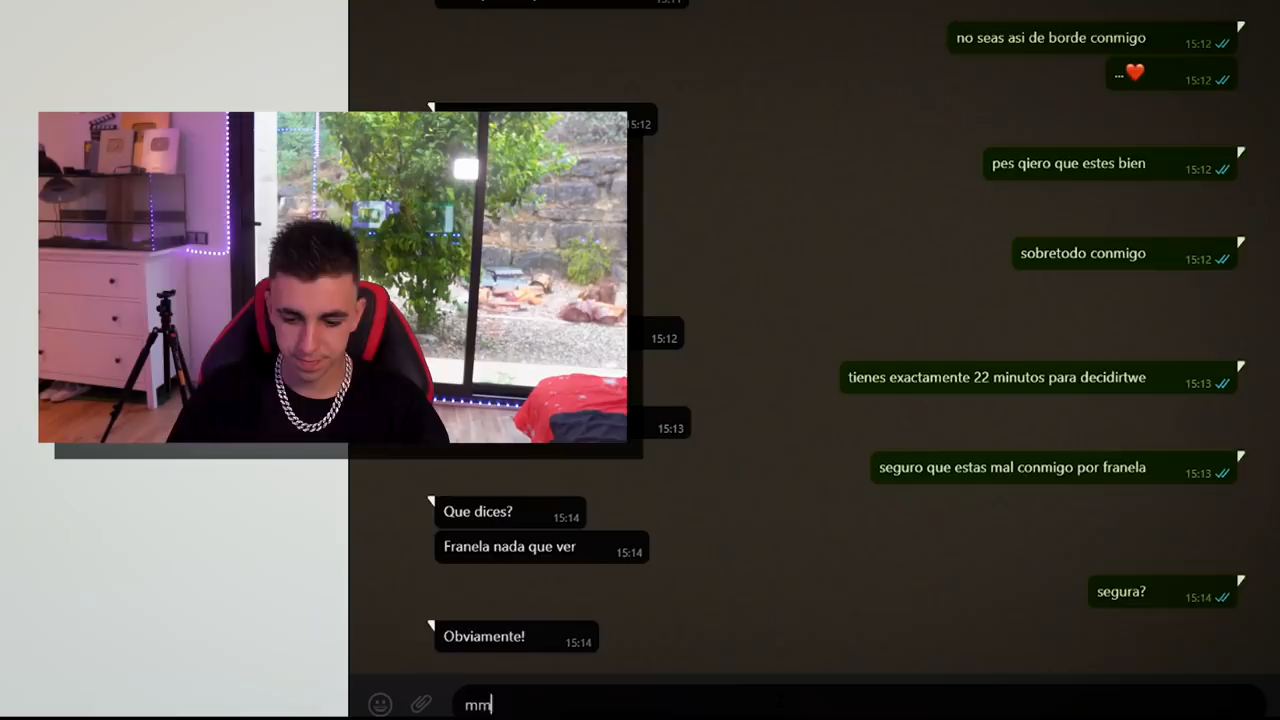 no seas asi de borde conmigo
15:12
...❤️
15:12
15:12
pes qiero que estes bien
15:12
sobretodo conmigo
15:12
15:12
tienes exactamente 22 minutos para decidirtwe
15:13
15:13
seguro que estas mal conmigo por franela
15:13
Que dices?
15:14
Franela nada que ver
15:14
segura?
15:14
Obviamente!
15:14
mm